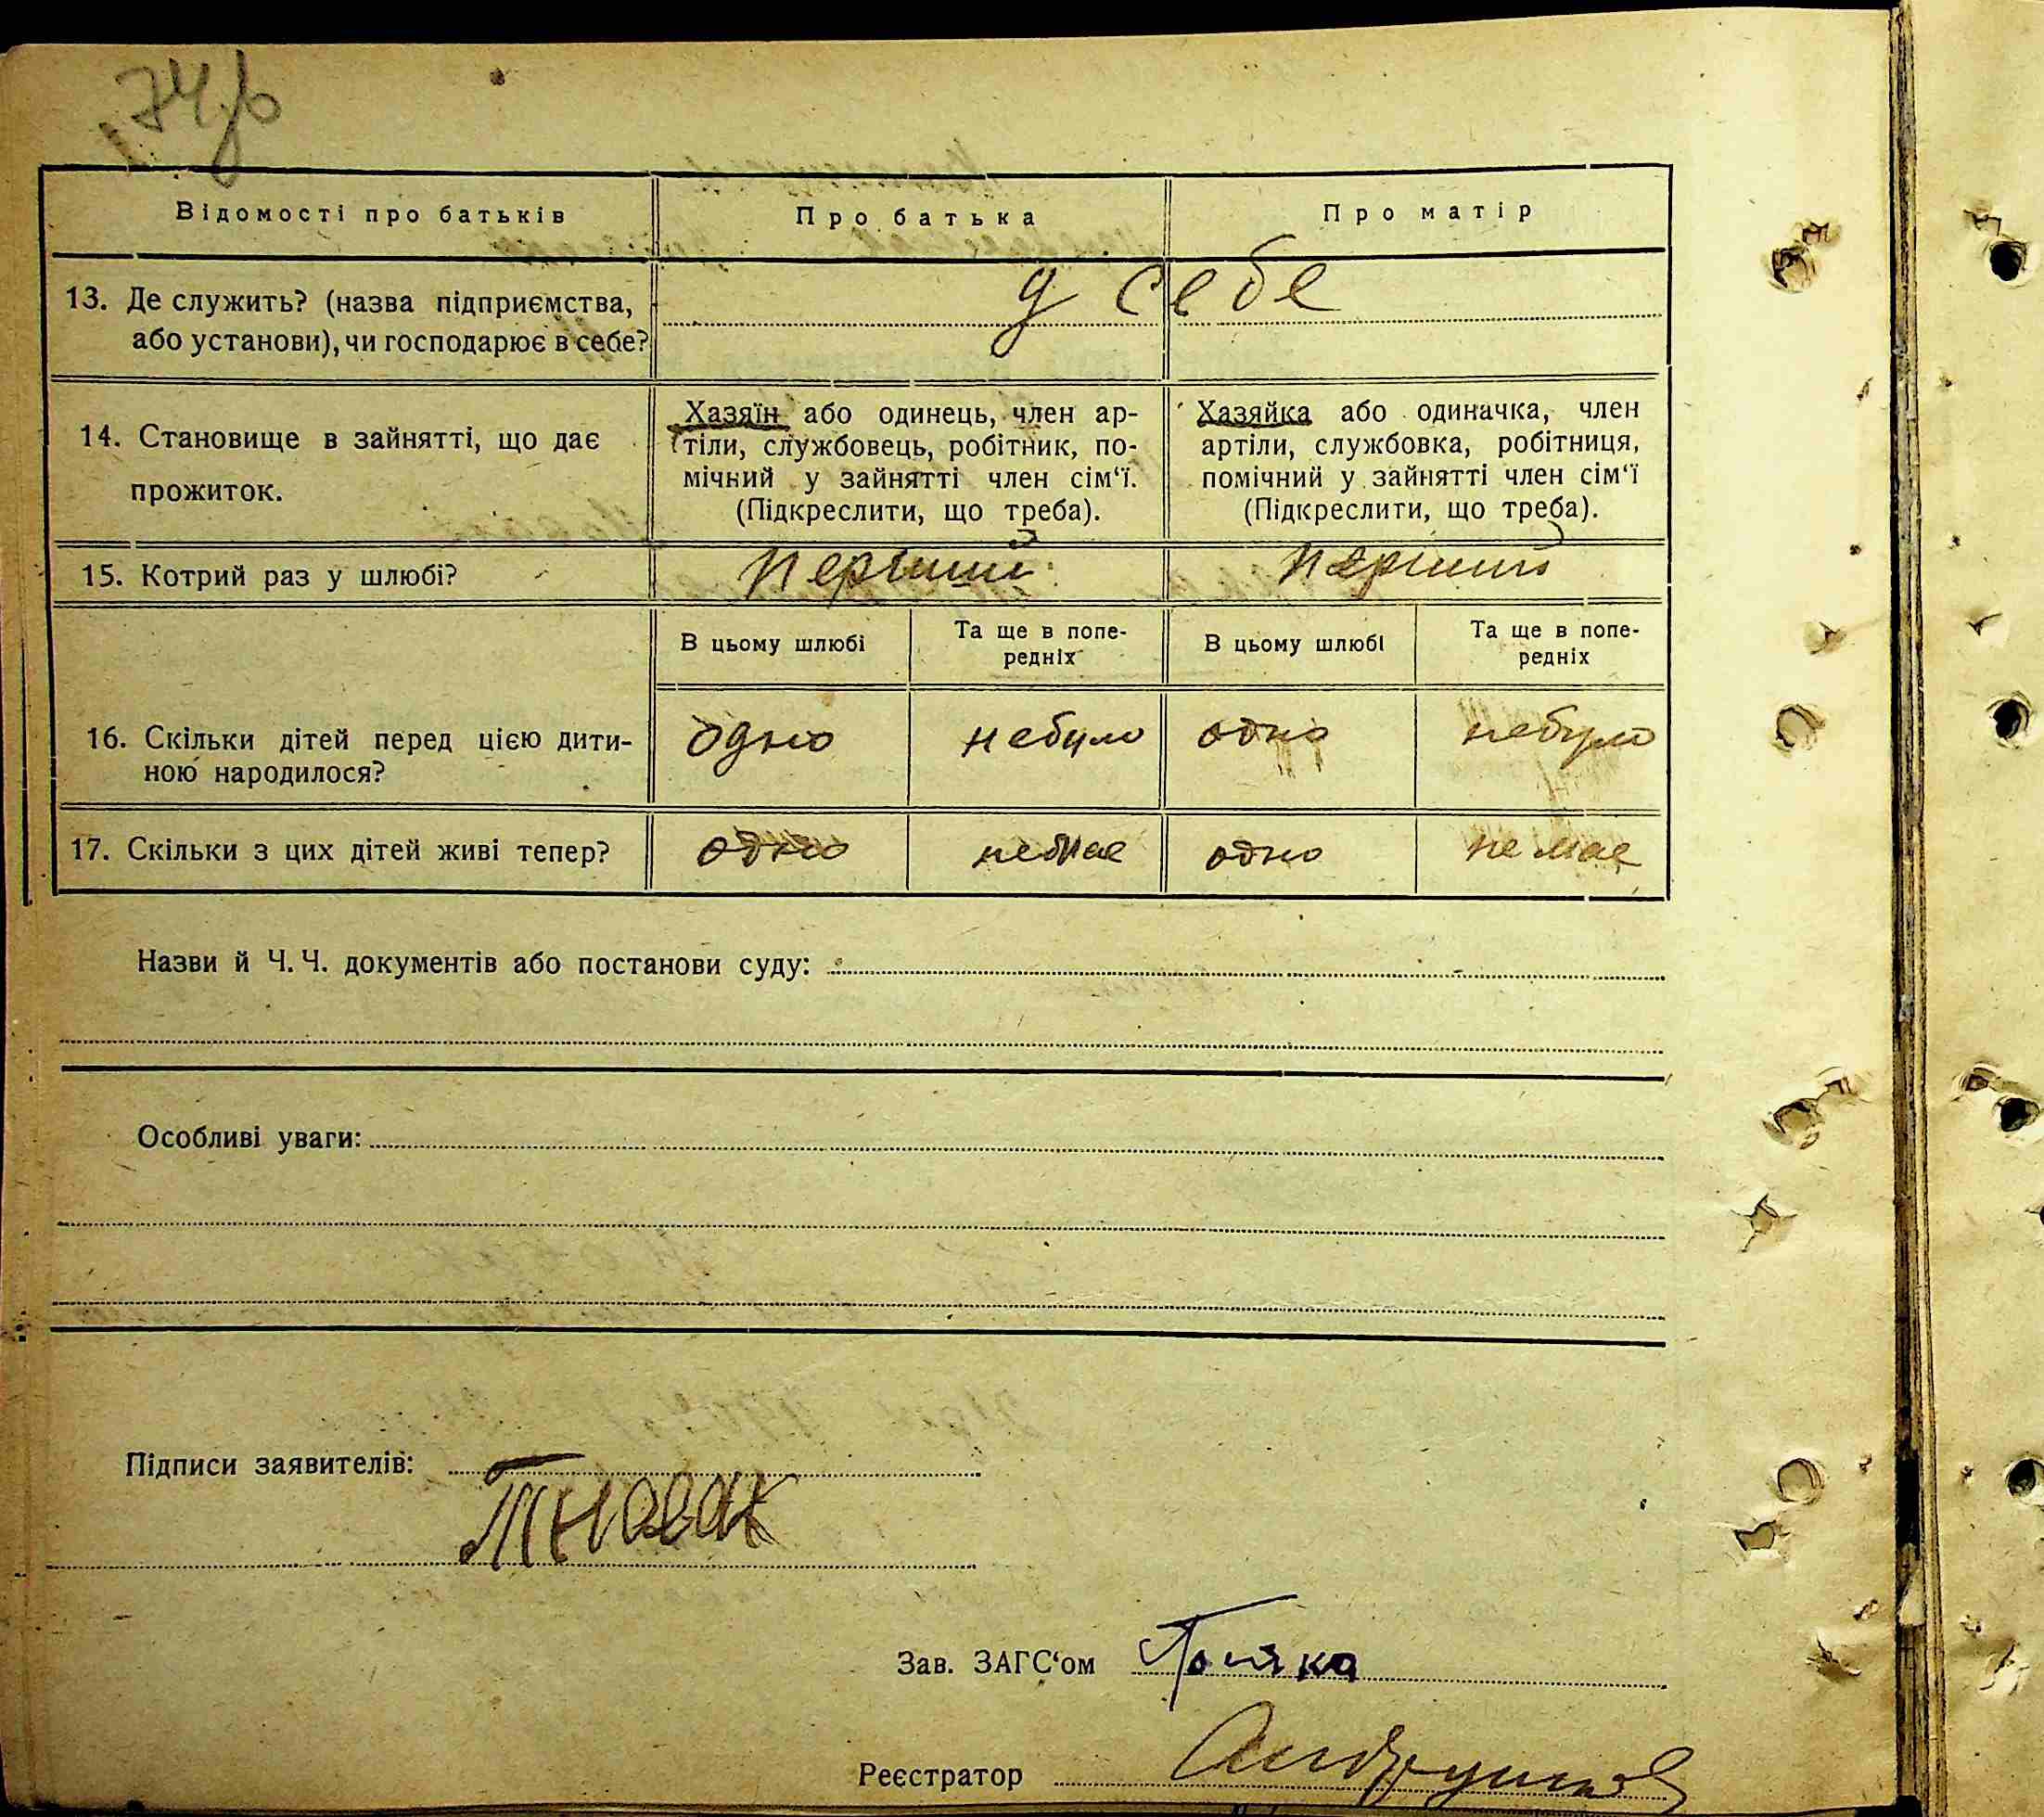 Відомості про батьків
Про батька
Про матір
13. Де служить? (назва підприємства,
або установи), чи господарює в себе?
у себе
14. Становище в зайнятті, що дає
прожиток.
Хазяїн або одинець, член ар-
тіли, службовець, робітник, по-
мічний у зайнятті член сім‘ї.
(Підкреслити, що треба).
Хазяйка або одиначка, член
артіли, службовка, робітниця,
помічний у зайнятті член сім‘ї
(Підкреслити, що треба).
15. Котрий раз у шлюбі?
перший
перший
В цьому шлюбі
Та ще в попе-
редніх
В цьому шлюбі
Та ще в попе-
редніх
16. Скільки дітей перед цією дити-
ною народилося?
одно
небуло
одно
небуло
17. Скільки з цих дітей живі тепер?
одно
немае
одно
немае
Назви й Ч. Ч. документів або постанови суду:
Особливі уваги:
Підписи заявителів:
Зав. ЗАГС‘ом
Реєстратор